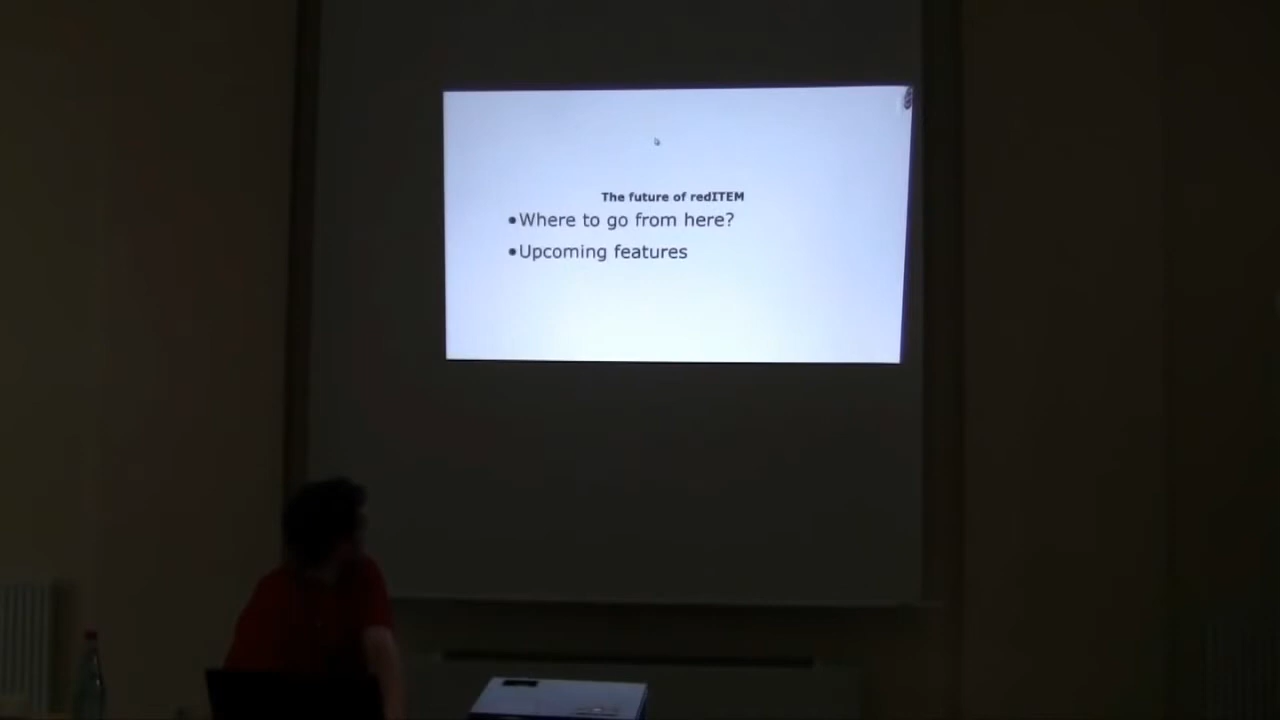 The future of redITEM
•Where to go from here?
•Upcoming features